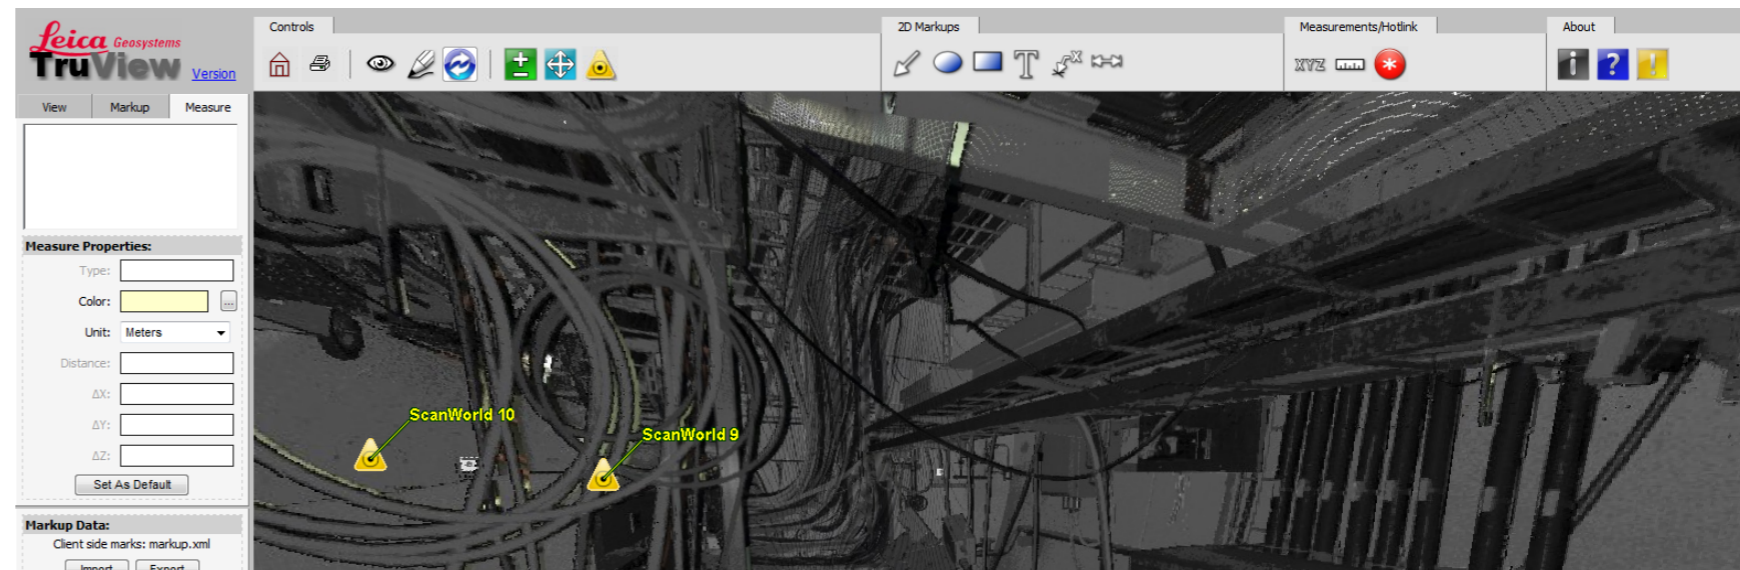 Leica Geosystems
TruView Version
Controls
2D Markups
Measurements/Hotlink
About
T X
XYZ
i ? !
View Markup Measure
Measure Properties:
Type:
Color: ...
Unit: Meters
Distance:
ΔX:
ΔY:
ΔZ:
Set As Default
Markup Data:
Client side marks: markup.xml
Import Export
ScanWorld 10
ScanWorld 9